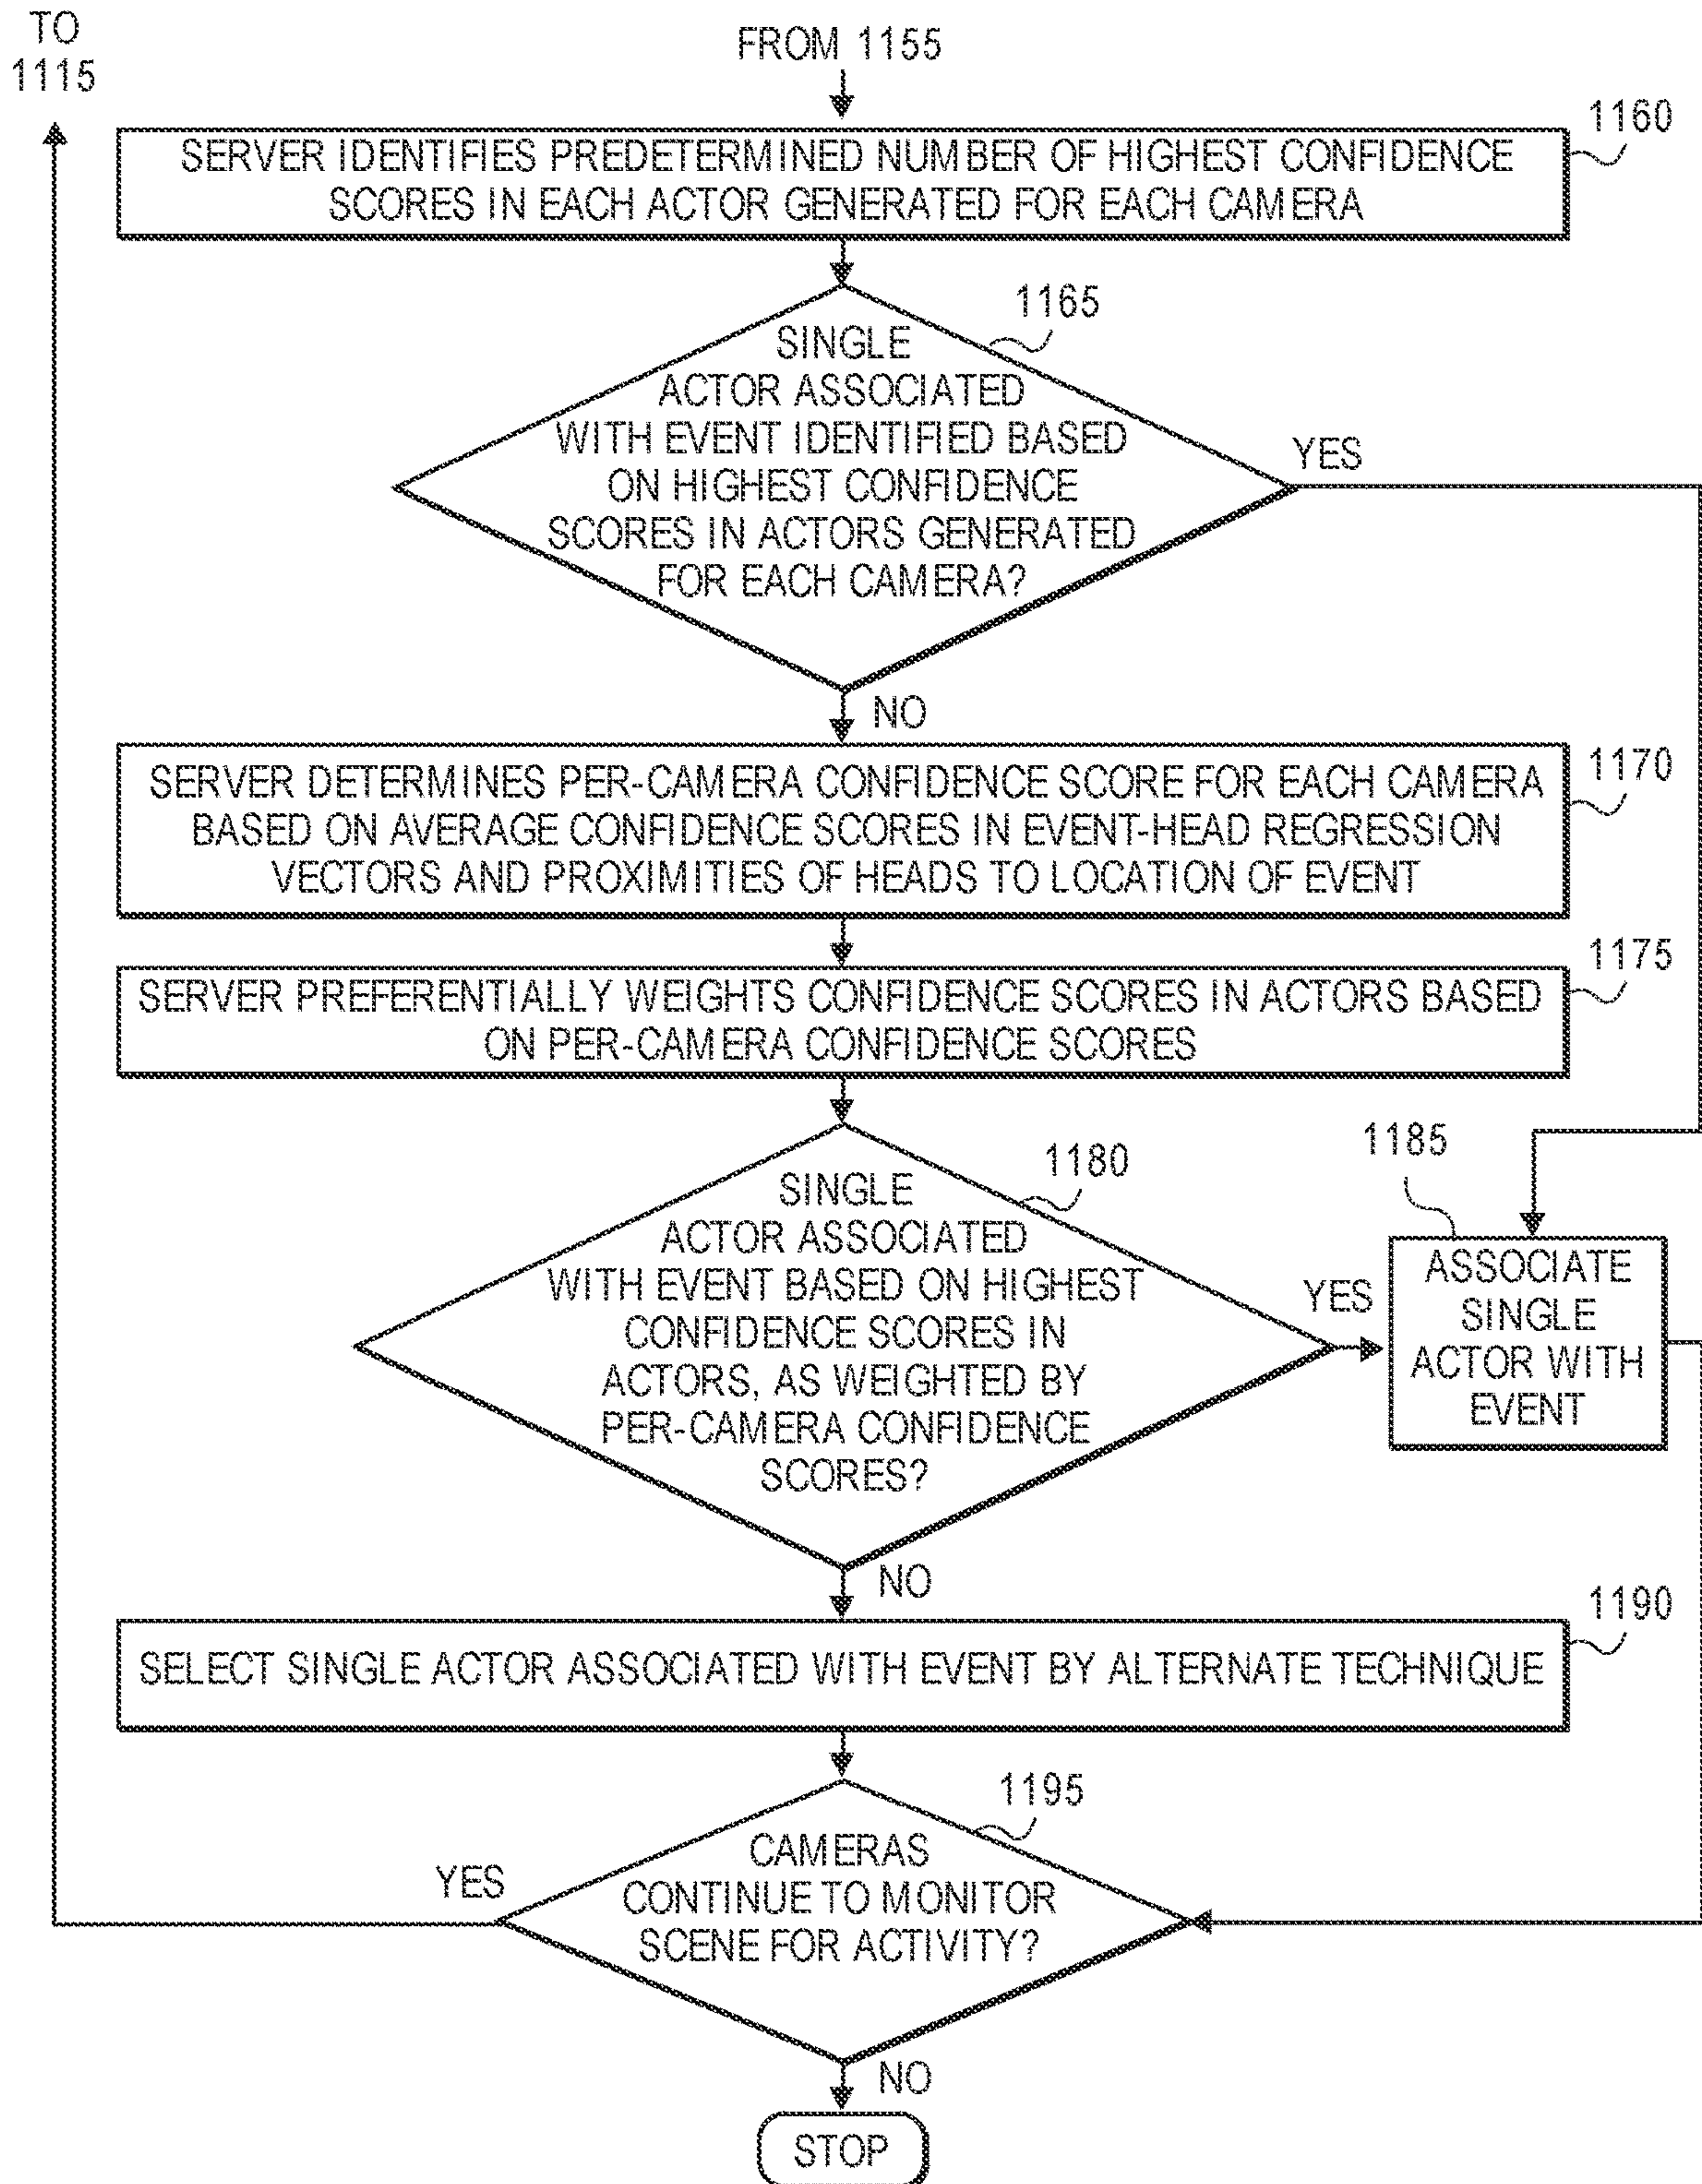 TO
1115
FROM 1155
1160
SERVER IDENTIFIES PREDETERMINED NUMBER OF HIGHEST CONFIDENCE
SCORES IN EACH ACTOR GENERATED FOR EACH CAMERA
1165
SINGLE
ACTOR ASSOCIATED
WITH EVENT IDENTIFIED BASED
ON HIGHEST CONFIDENCE
SCORES IN ACTORS GENERATED
FOR EACH CAMERA?
YES
NO
1170
SERVER DETERMINES PER-CAMERA CONFIDENCE SCORE FOR EACH CAMERA
BASED ON AVERAGE CONFIDENCE SCORES IN EVENT-HEAD REGRESSION
VECTORS AND PROXIMITIES OF HEADS TO LOCATION OF EVENT
1175
SERVER PREFERENTIALLY WEIGHTS CONFIDENCE SCORES IN ACTORS BASED
ON PER-CAMERA CONFIDENCE SCORES
1180
SINGLE
ACTOR ASSOCIATED
WITH EVENT BASED ON HIGHEST
CONFIDENCE SCORES IN
ACTORS, AS WEIGHTED BY
PER-CAMERA CONFIDENCE
SCORES?
YES
1185
ASSOCIATE
SINGLE
ACTOR WITH
EVENT
NO
1190
SELECT SINGLE ACTOR ASSOCIATED WITH EVENT BY ALTERNATE TECHNIQUE
1195
CAMERAS
CONTINUE TO MONITOR
SCENE FOR ACTIVITY?
YES
NO
STOP